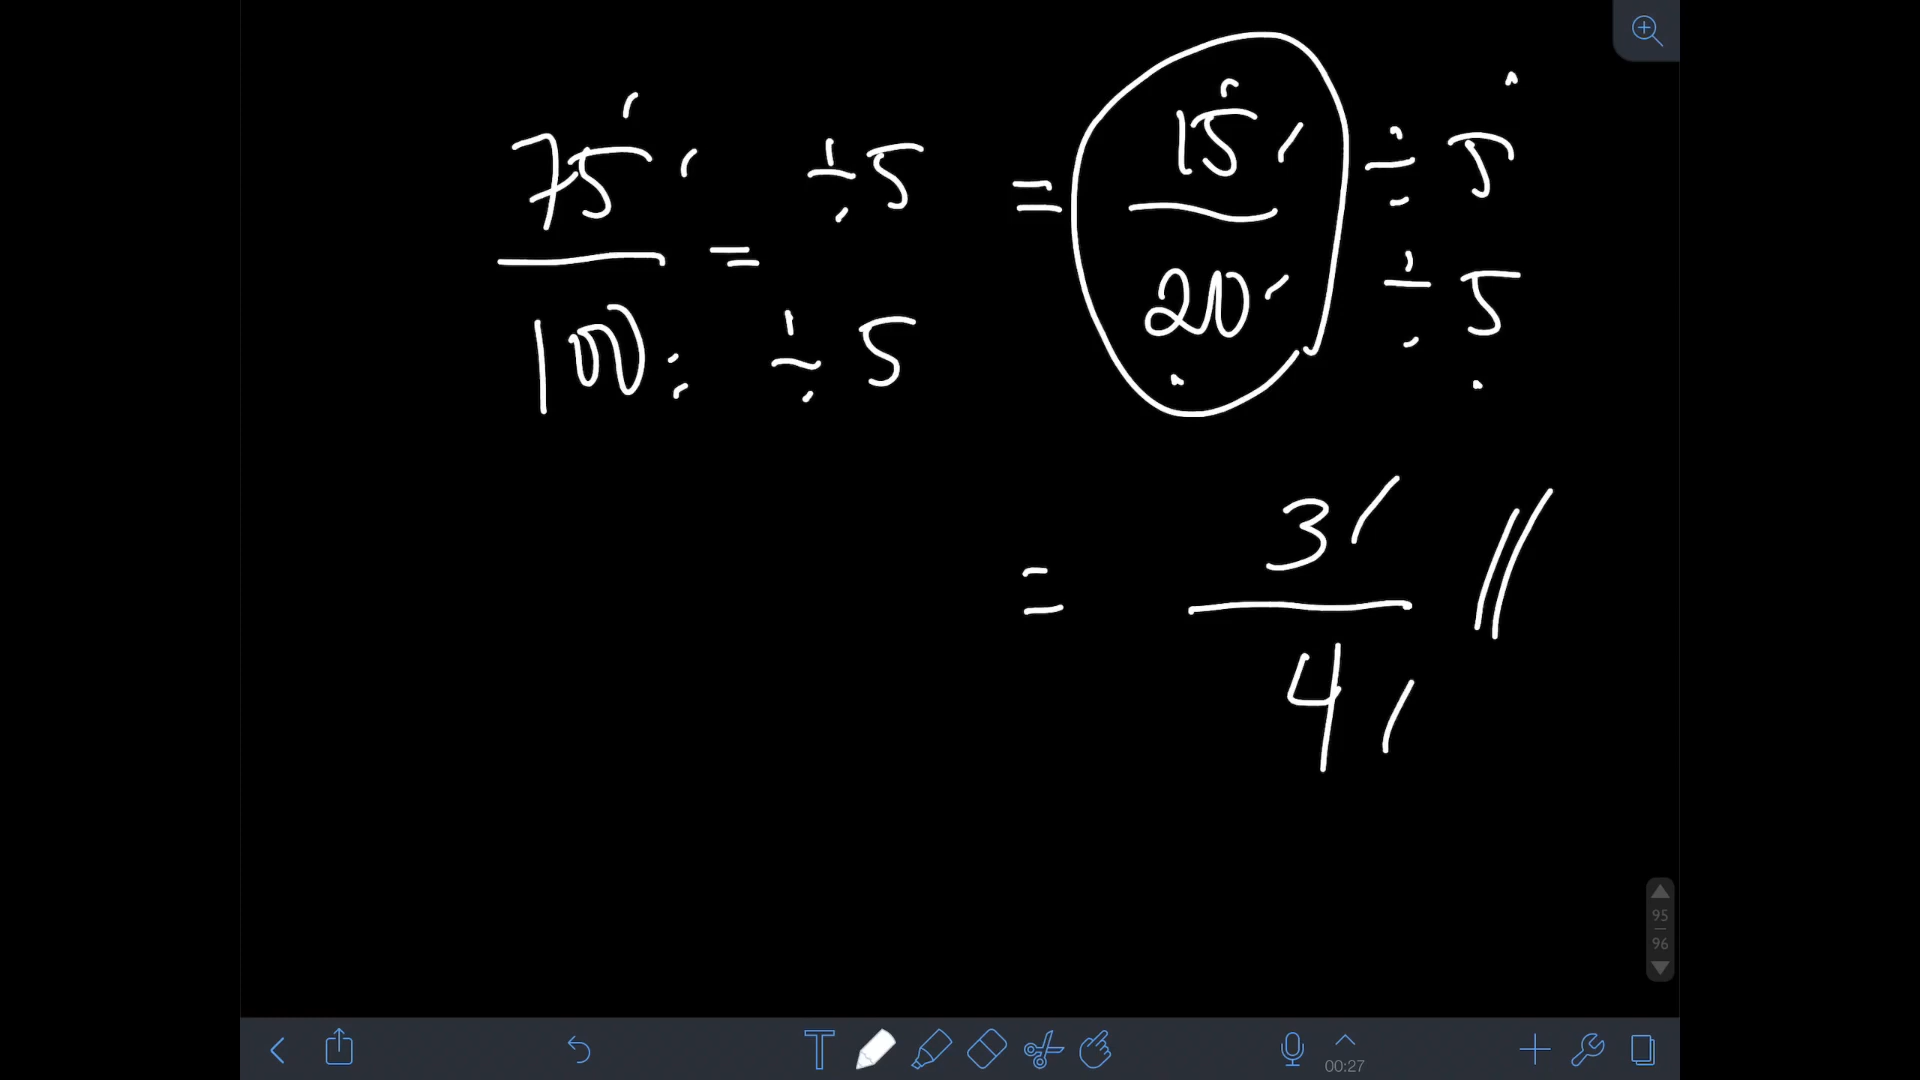 75/100 = ÷5/÷5 = 15/20 ÷5/÷5
= 3/4
95
96
T
00:27